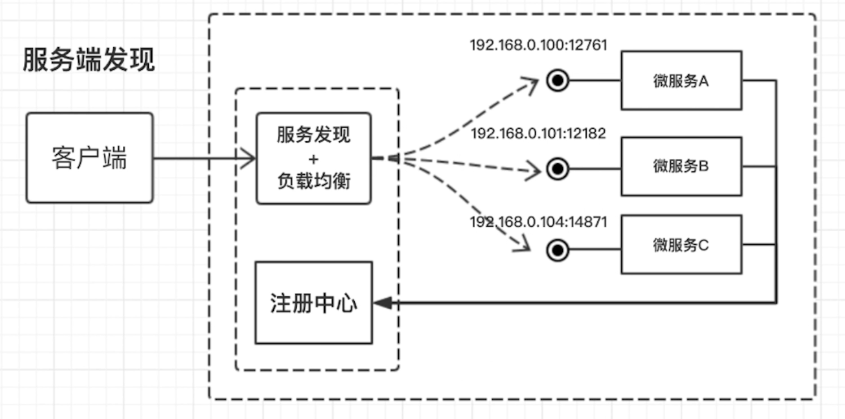 服务端发现
客户端
服务发现
+
负载均衡
注册中心
192.168.0.100:12761
微服务A
192.168.0.101:12182
微服务B
192.168.0.104:14871
微服务C